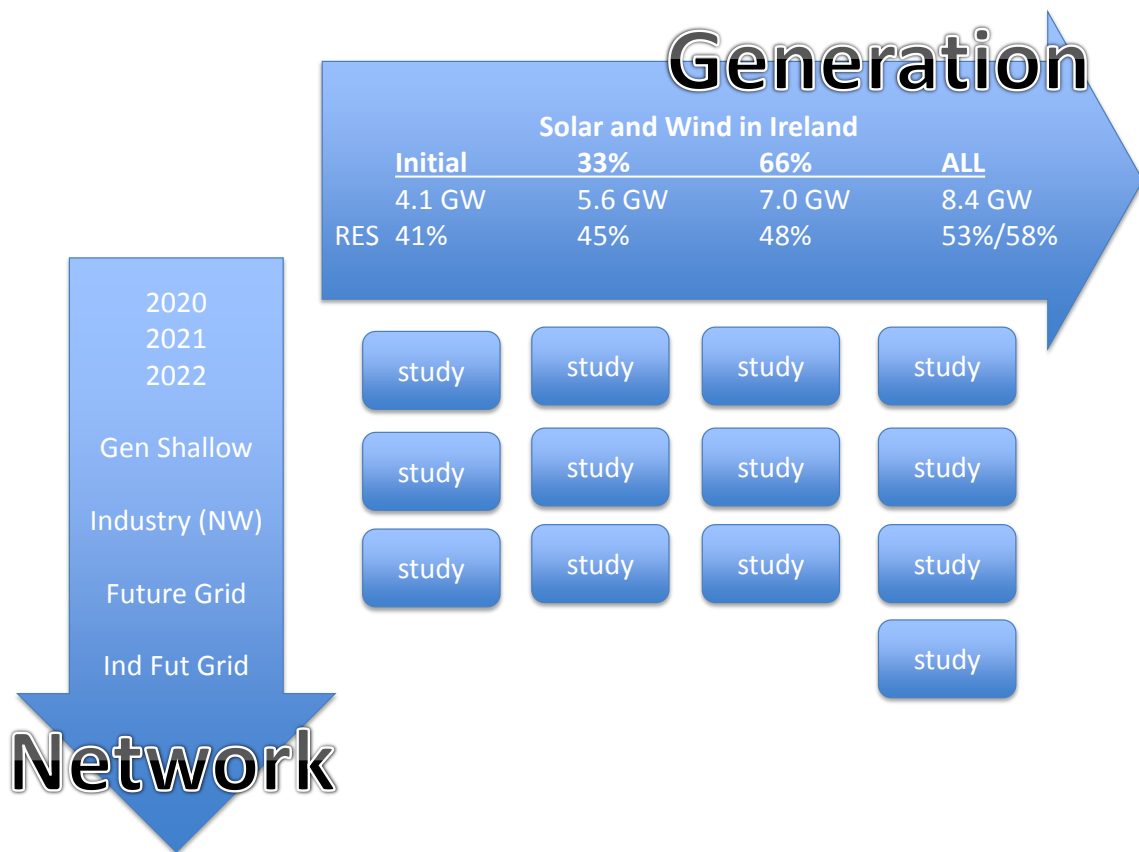 Generation
Solar and Wind in Ireland
Initial 33% 66% ALL
4.1 GW 5.6 GW 7.0 GW 8.4 GW
RES 41% 45% 48% 53%/58%
2020
2021
2022
Gen Shallow
Industry (NW)
Future Grid
Ind Fut Grid
Network
study study study study
study study study study
study study study study
study